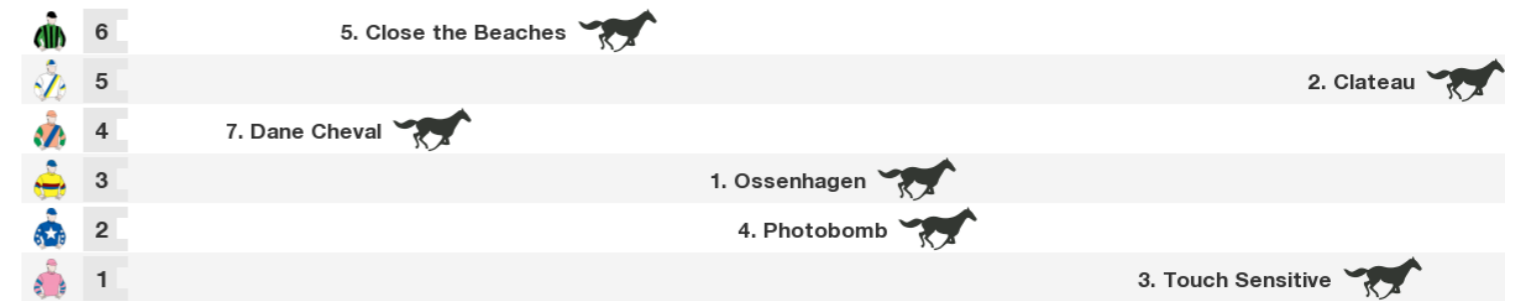 6 5. Close the Beaches
5 2. Clateau
4 7. Dane Cheval
3 1. Ossenhagen
2 4. Photobomb
1 3. Touch Sensitive